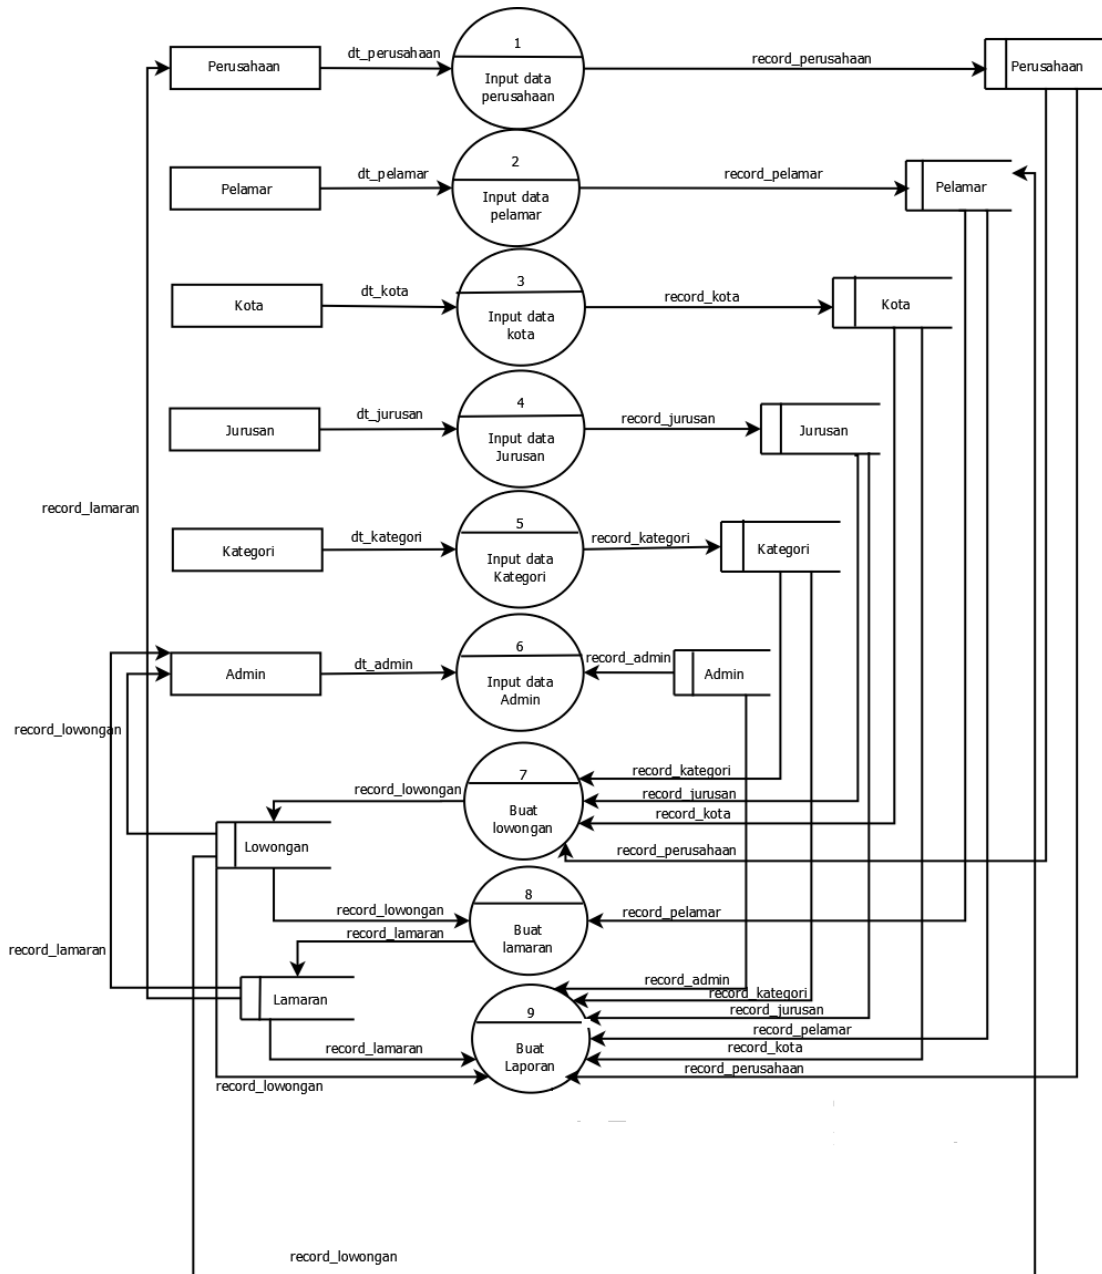 1
dt_perusahaan
record_perusahaan
Perusahaan
Input data
perusahaan
Perusahaan
2
dt_pelamar
record_pelamar
Pelamar
Input data
pelamar
Pelamar
3
dt_kota
record_kota
Kota
Input data
kota
Kota
4
dt_jurusan
record_jurusan
Jurusan
Input data
Jurusan
Jurusan
record_lamaran
5
dt_kategori
record_kategori
Kategori
Input data
Kategori
Kategori
6
dt_admin
record_admin
Admin
Input data
Admin
Admin
record_lowongan
7
record_kategori
record_lowongan
record_jurusan
Buat
lowongan
record_kota
Lowongan
record_perusahaan
8
record_lowongan
record_pelamar
Buat
lamaran
record_lamaran
record_lamaran
record_admin
Lamaran
record_kategori
9
record_jurusan
record_pelamar
Buat
Laporan
record_lamaran
record_kota
record_lowongan
record_perusahaan
record_lowongan